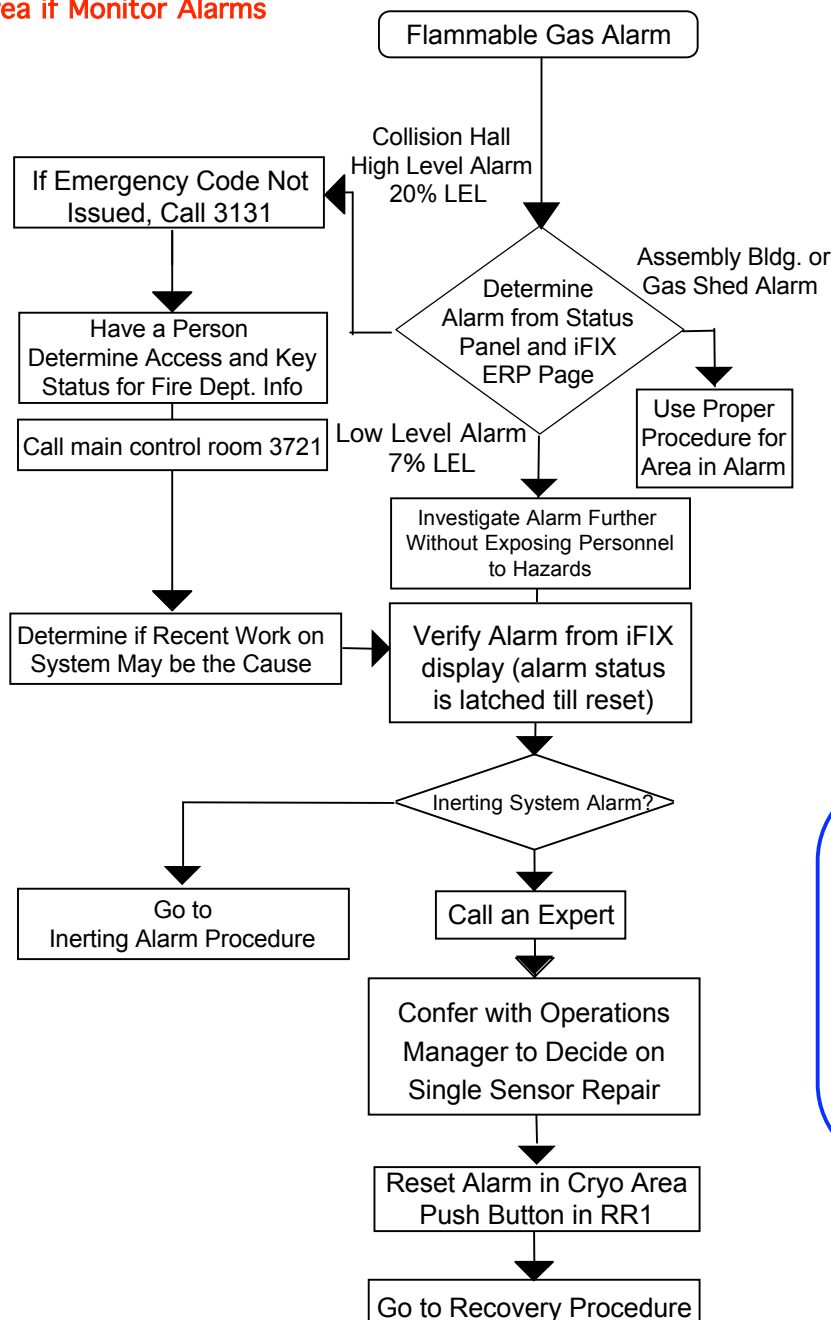 if Monitor Alarms
Flammable Gas Alarm
Collision Hall
High Level Alarm
20% LEL
If Emergency Code Not
Issued, Call 3131
Assembly Bldg. or
Gas Shed Alarm
Determine
Alarm from Status
Panel and iFIX
ERP Page
Have a Person
Determine Access and Key
Status for Fire Dept. Info
Use Proper
Procedure for
Area in Alarm
Call main control room 3721
Low Level Alarm
7% LEL
Investigate Alarm Further
Without Exposing Personnel
to Hazards
Determine if Recent Work on
System May be the Cause
Verify Alarm from iFIX
display (alarm status
is latched till reset)
Inerting System Alarm?
Go to
Inerting Alarm Procedure
Call an Expert
Confer with Operations
Manager to Decide on
Single Sensor Repair
Reset Alarm in Cryo Area
Push Button in RR1
Go to Recovery Procedure